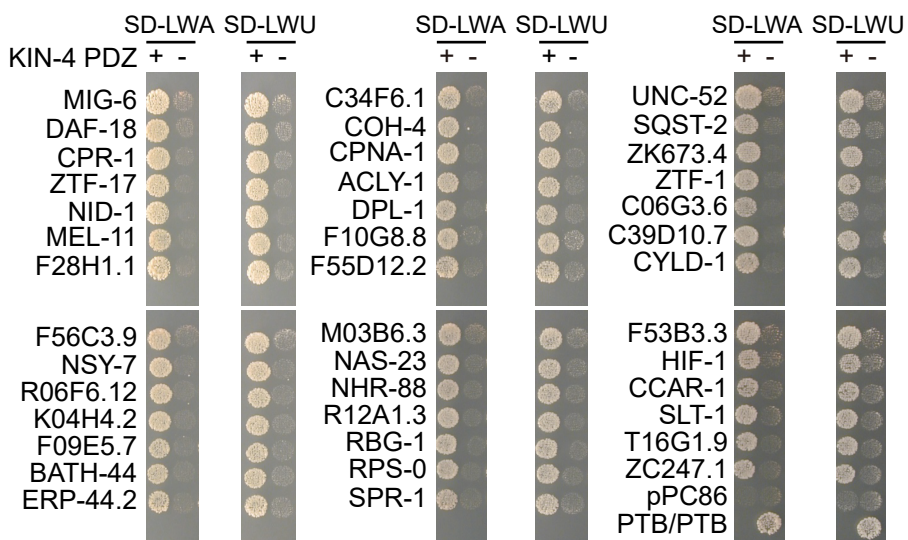 SD-LWA SD-LWU SD-LWA SD-LWU SD-LWA SD-LWU
KIN-4 PDZ + - + - + - + - + - + -
MIG-6 C34F6.1 UNC-52
DAF-18 COH-4 SQST-2
CPR-1 CPNA-1 ZK673.4
ZTF-17 ACLY-1 ZTF-1
NID-1 DPL-1 C06G3.6
MEL-11 F10G8.8 C39D10.7
F28H1.1 F55D12.2 CYLD-1
F56C3.9 M03B6.3 F53B3.3
NSY-7 NAS-23 HIF-1
R06F6.12 NHR-88 CCAR-1
K04H4.2 R12A1.3 SLT-1
F09E5.7 RBG-1 T16G1.9
BATH-44 RPS-0 ZC247.1
ERP-44.2 SPR-1 pPC86
PTB/PTB